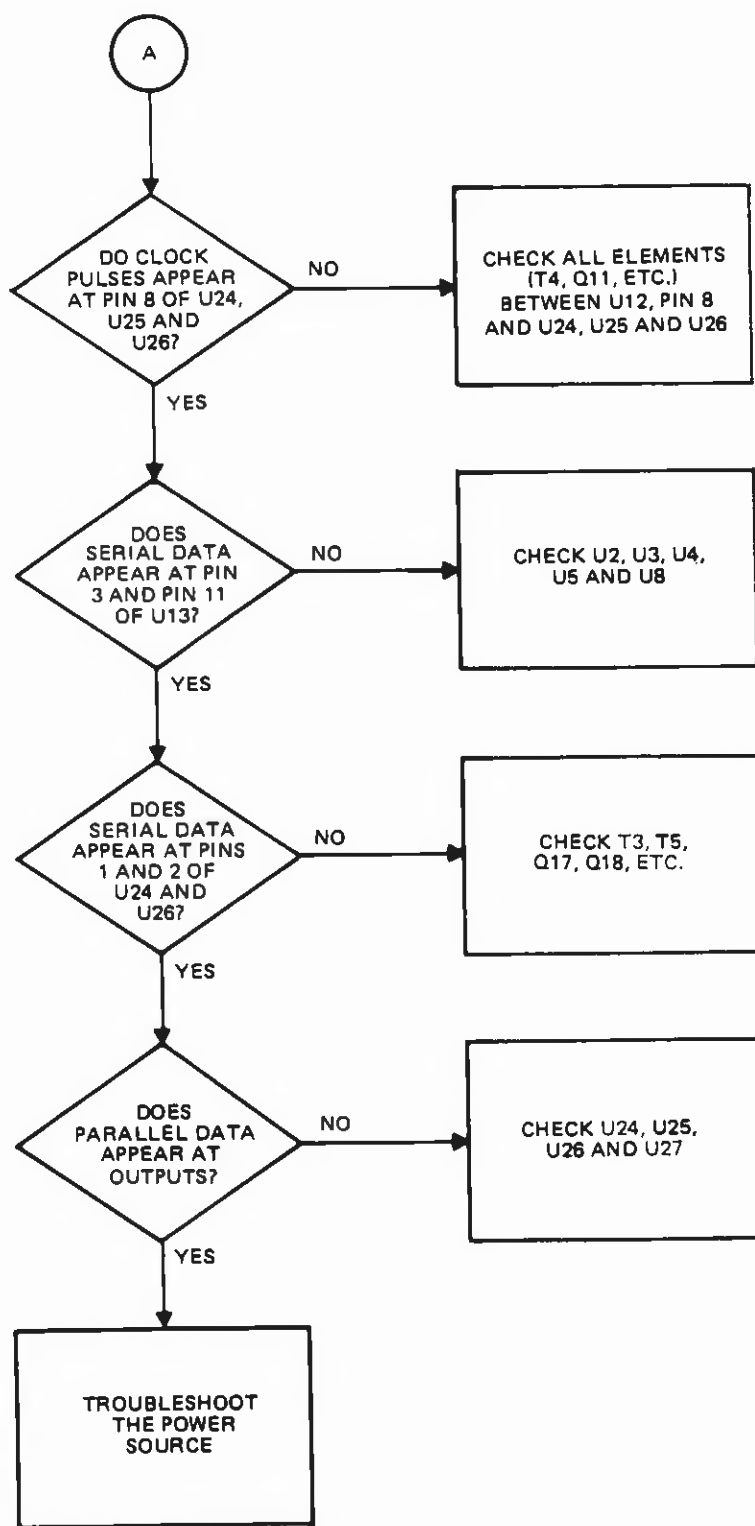 A
DO CLOCK
PULSES APPEAR
AT PIN 8 OF U24,
U25 AND
U26?
NO
CHECK ALL ELEMENTS
(T4, Q11, ETC.)
BETWEEN U12, PIN 8
AND U24, U25 AND U26
YES
DOES
SERIAL DATA
APPEAR AT PIN
3 AND PIN 11
OF U13?
NO
CHECK U2, U3, U4,
U5 AND U8
YES
DOES
SERIAL DATA
APPEAR AT PINS
1 AND 2 OF
U24 AND
U26?
NO
CHECK T3, T5,
Q17, Q18, ETC.
YES
DOES
PARALLEL DATA
APPEAR AT
OUTPUTS?
NO
CHECK U24, U25,
U26 AND U27
YES
TROUBLESHOOT
THE POWER
SOURCE